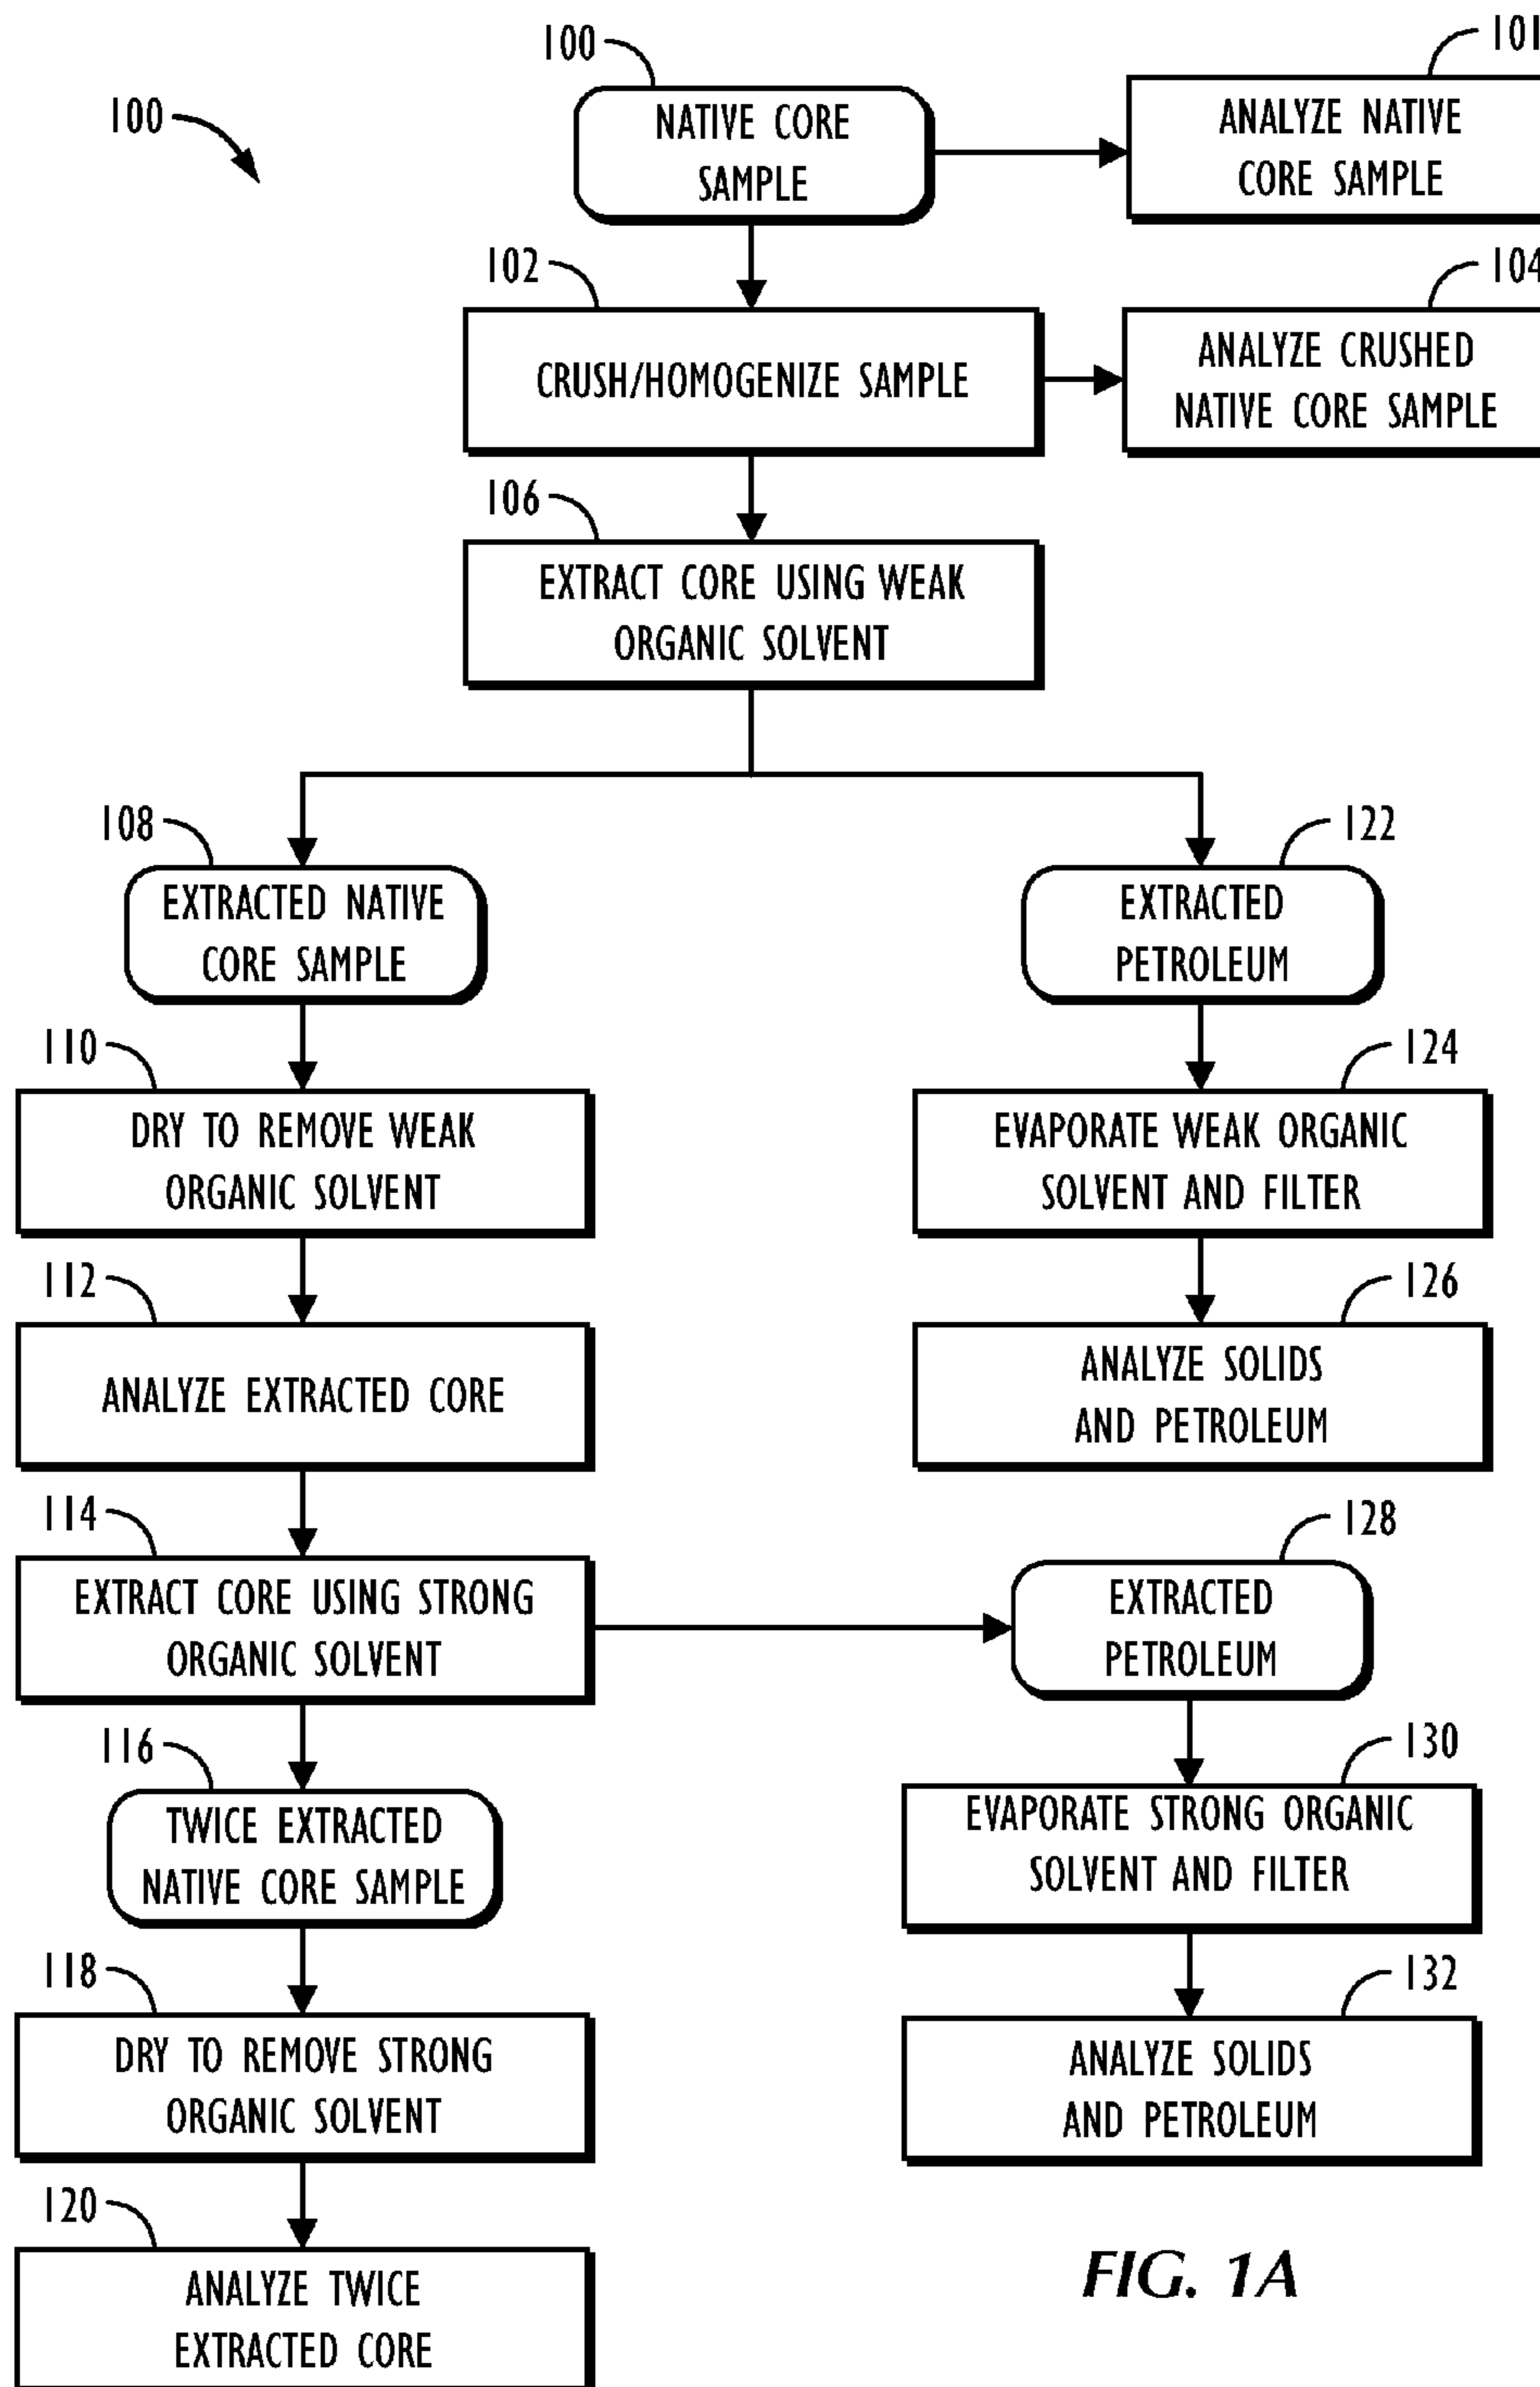 100
101
100
NATIVE CORE
SAMPLE
ANALYZE NATIVE
CORE SAMPLE
102
104
CRUSH/HOMOGENIZE SAMPLE
ANALYZE CRUSHED
NATIVE CORE SAMPLE
106
EXTRACT CORE USING WEAK
ORGANIC SOLVENT
108
122
EXTRACTED NATIVE
CORE SAMPLE
EXTRACTED
PETROLEUM
110
124
DRY TO REMOVE WEAK
ORGANIC SOLVENT
EVAPORATE WEAK ORGANIC
SOLVENT AND FILTER
112
126
ANALYZE EXTRACTED CORE
ANALYZE SOLIDS
AND PETROLEUM
114
128
EXTRACT CORE USING STRONG
ORGANIC SOLVENT
EXTRACTED
PETROLEUM
116
130
TWICE EXTRACTED
NATIVE CORE SAMPLE
EVAPORATE STRONG ORGANIC
SOLVENT AND FILTER
118
132
DRY TO REMOVE STRONG
ORGANIC SOLVENT
ANALYZE SOLIDS
AND PETROLEUM
120
ANALYZE TWICE
EXTRACTED CORE
FIG. 1A